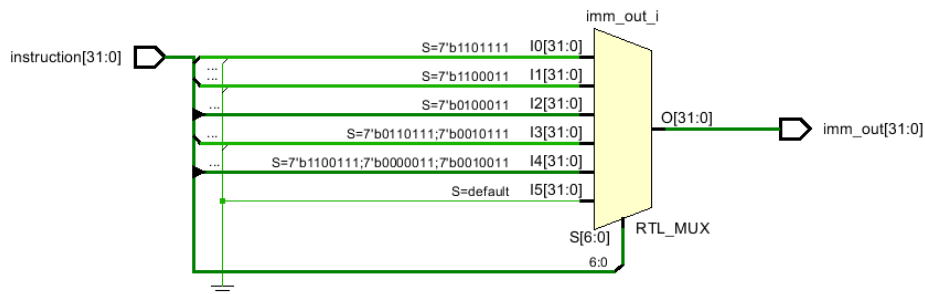 imm_out_i
instruction[31:0]
S=7'b1101111 I0[31:0]
...
...
S=7'b1100011 I1[31:0]
...
S=7'b0100011 I2[31:0]
O[31:0]
imm_out[31:0]
S=7'b0110111;7'b0010111 I3[31:0]
...
S=7'b1100111;7'b0000011;7'b0010011 I4[31:0]
S=default I5[31:0]
S[6:0]
RTL_MUX
6:0